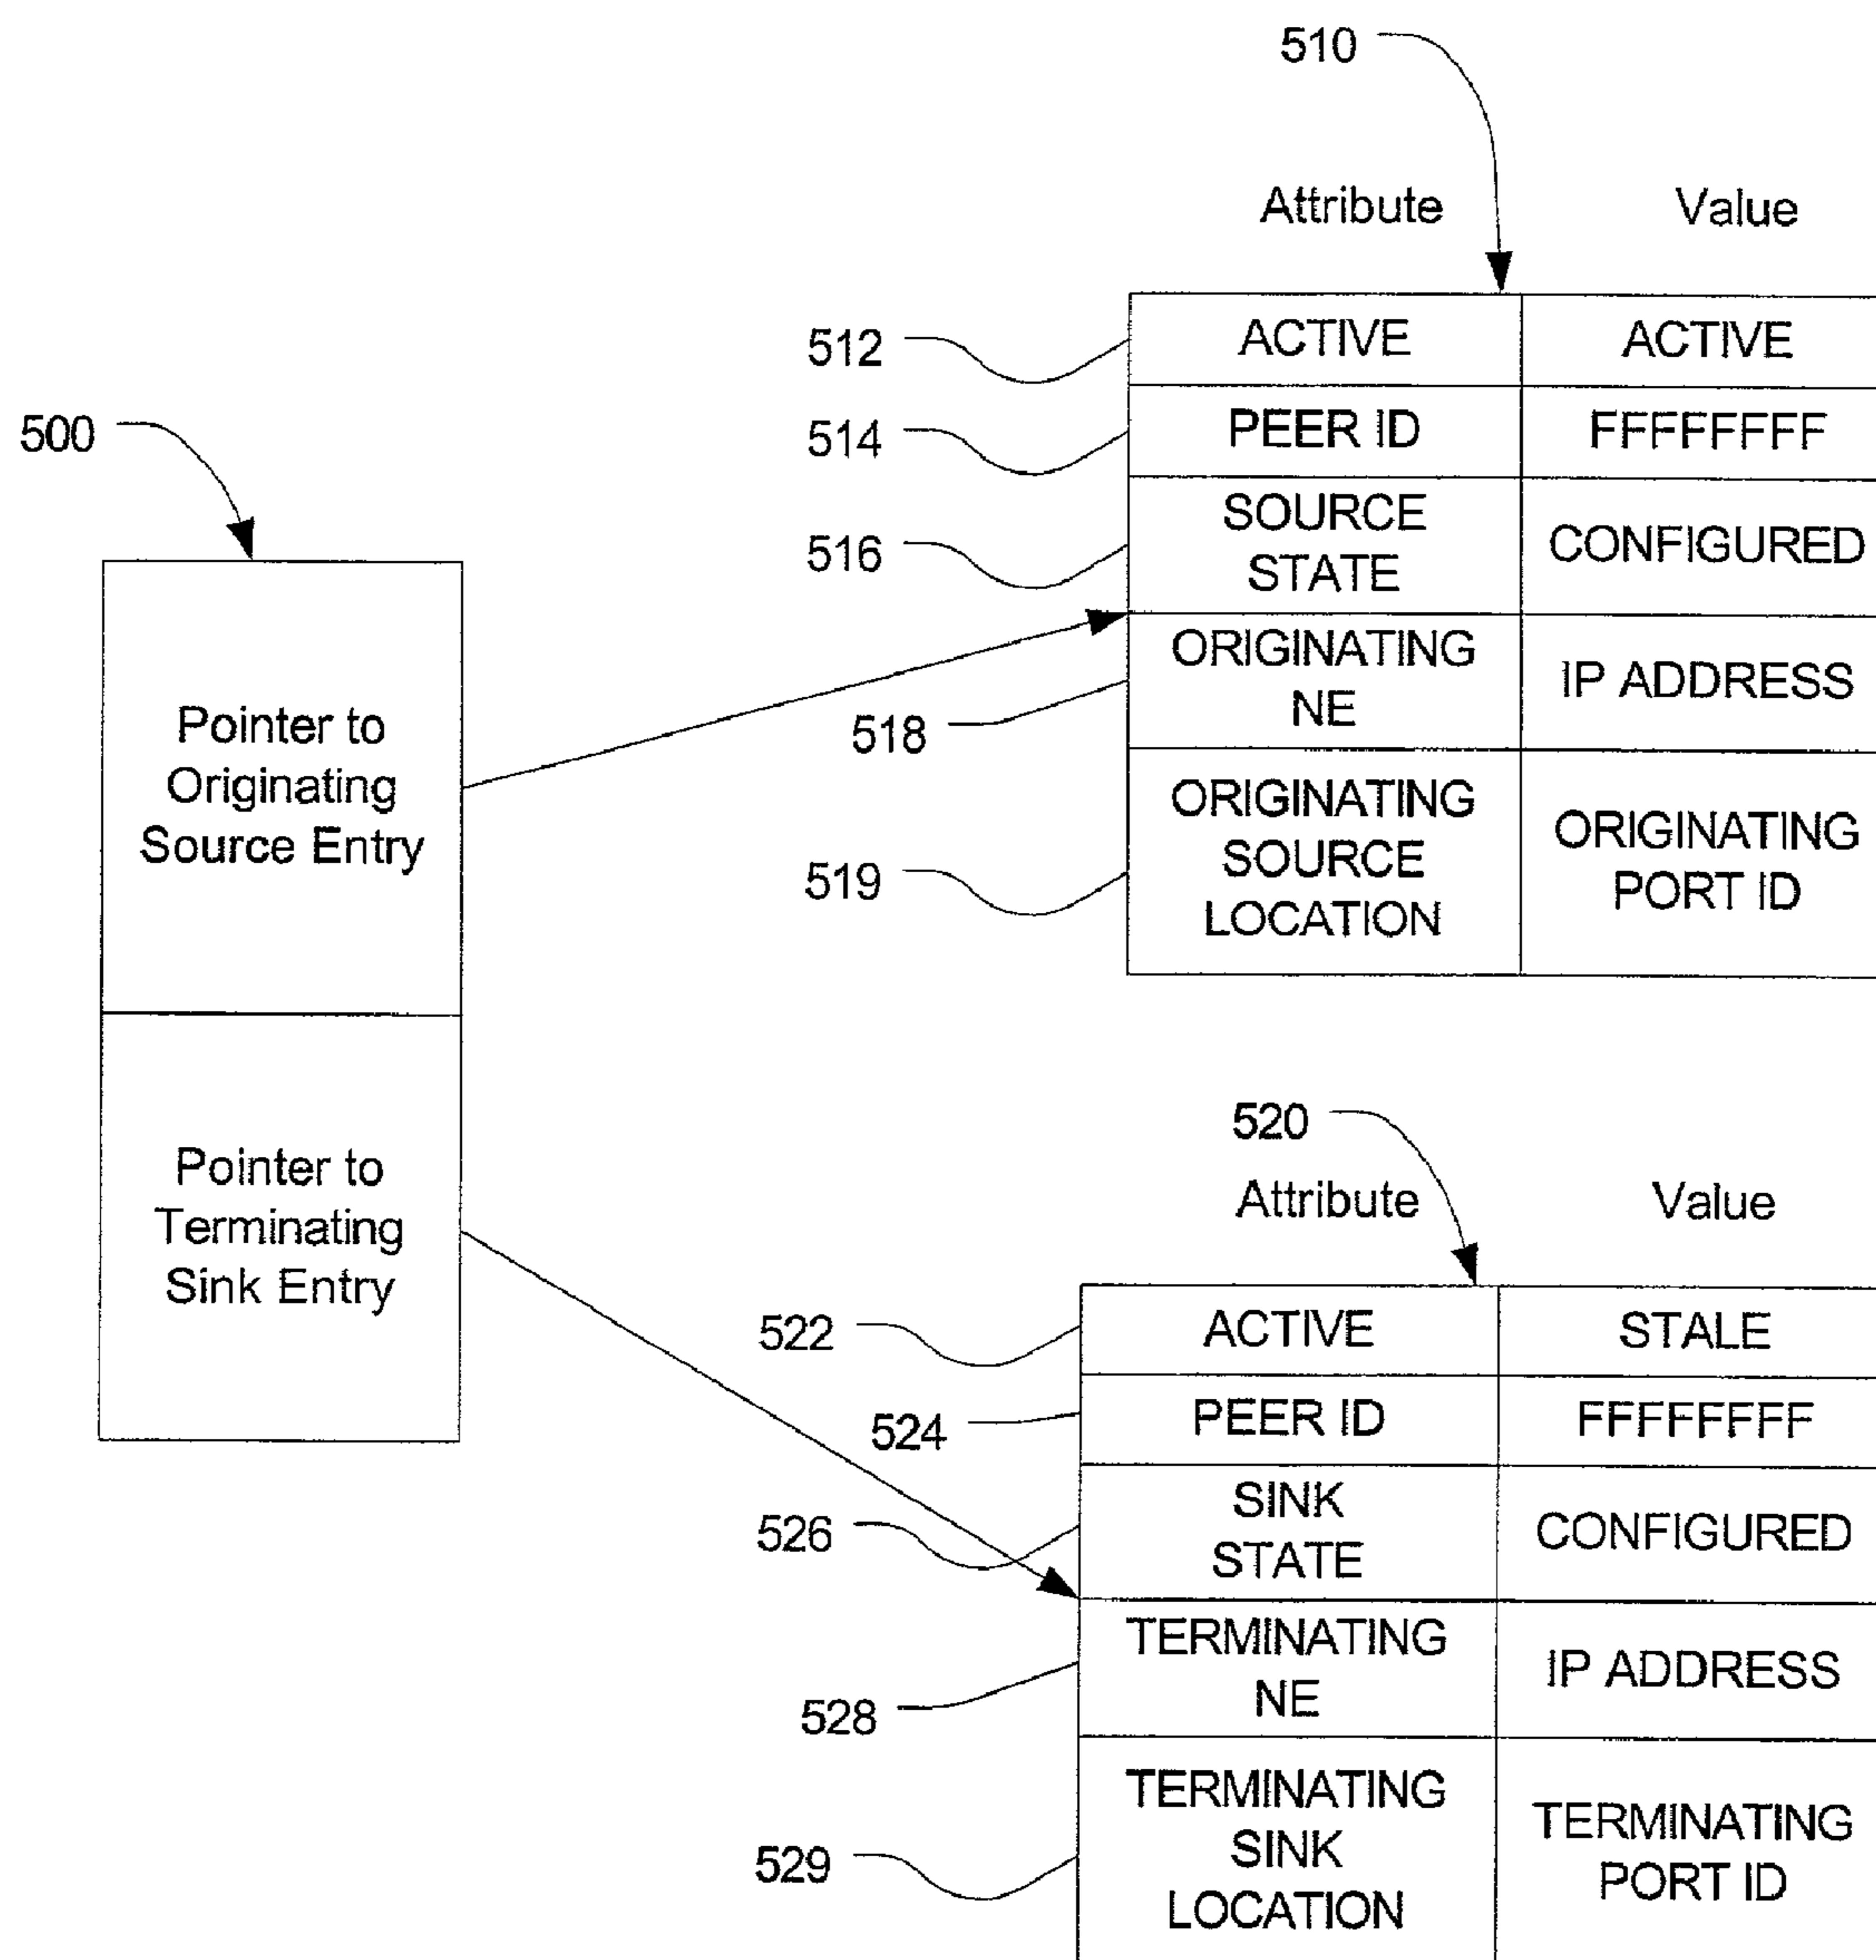 510
Attribute
Value
512
ACTIVE
ACTIVE
514
PEER ID
FFFFFFFF
516
SOURCE
STATE
CONFIGURED
518
ORIGINATING
NE
IP ADDRESS
519
ORIGINATING
SOURCE
LOCATION
ORIGINATING
PORT ID
500
Pointer to
Originating
Source Entry
Pointer to
Terminating
Sink Entry
520
Attribute
Value
522
ACTIVE
STALE
524
PEER ID
FFFFFFFF
526
SINK
STATE
CONFIGURED
528
TERMINATING
NE
IP ADDRESS
529
TERMINATING
SINK
LOCATION
TERMINATING
PORT ID